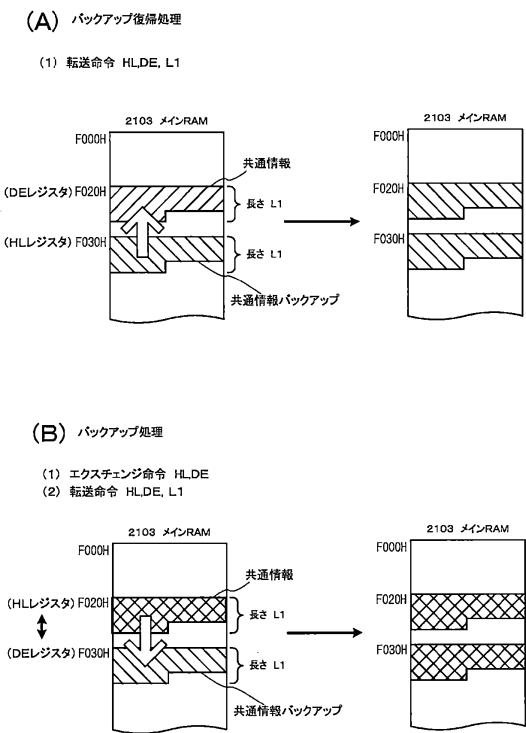 (A) バックアップ復帰処理
(1) 転送命令 HL,DE, L1
2103 メインRAM
F000H
共通情報
(DEレジスタ) F020H
長さ L1
(HLレジスタ) F030H
長さ L1
共通情報バックアップ
2103 メインRAM
F000H
F020H
F030H
(B) バックアップ処理
(1) エクスチェンジ命令 HL,DE
(2) 転送命令 HL,DE, L1
2103 メインRAM
F000H
共通情報
(HLレジスタ) F020H
長さ L1
(DEレジスタ) F030H
長さ L1
共通情報バックアップ
2103 メインRAM
F000H
F020H
F030H